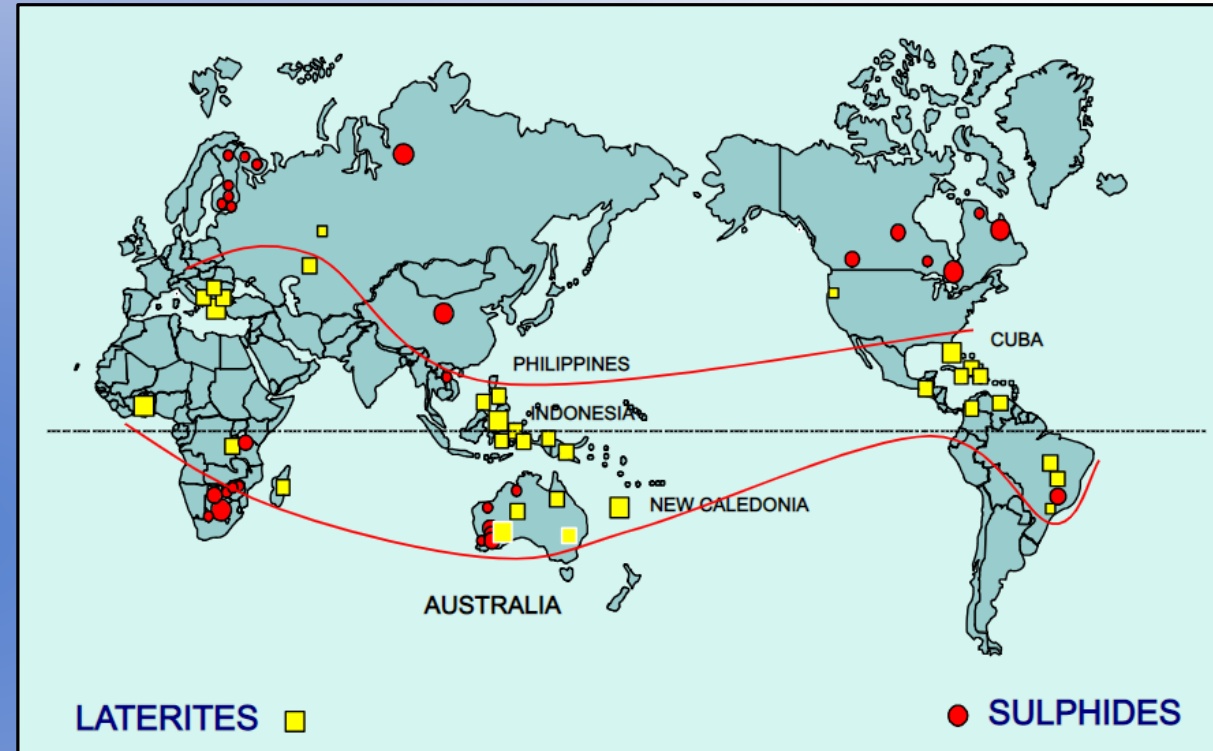 CUBA
PHILIPPINES
INDONESIA
NEW CALEDONIA
AUSTRALIA
LATERITES
SULPHIDES